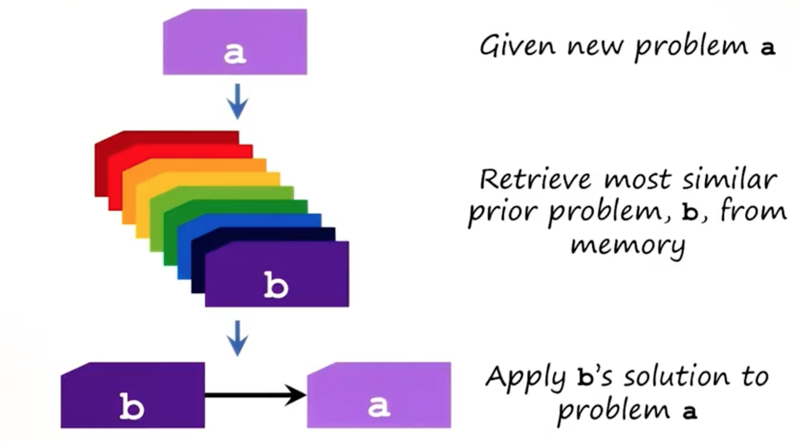 a
Given new problem a
Retrieve most similar
prior problem, b, from
memory
b
b
a
Apply b's solution to
problem a